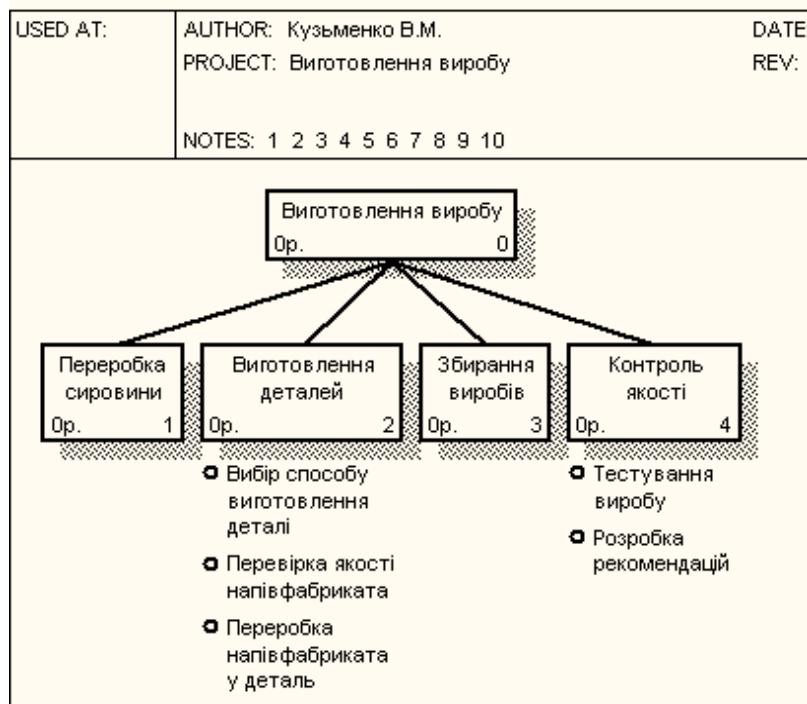 USED AT:
AUTHOR: Кузьменко В.М.
DATE
PROJECT: Виготовлення виробу
REV:
NOTES: 1 2 3 4 5 6 7 8 9 10
Виготовлення виробу
0р. 0
Переробка
сировини
0р. 1
Виготовлення
деталей
0р. 2
Збирання
виробів
0р. 3
Контроль
якості
0р. 4
Вибір способу
виготовлення
деталі
Перевірка якості
напівфабриката
Переробка
напівфабриката
у деталь
Тестування
виробу
Розробка
рекомендацій